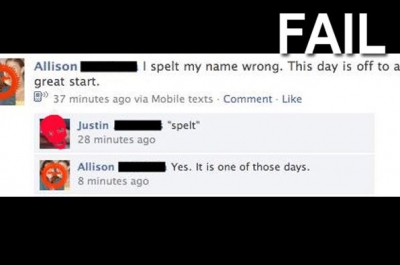 FAIL
Allison I spelt my name wrong. This day is off to a
great start.
37 minutes ago via Mobile texts · Comment · Like
Justin "spelt"
28 minutes ago
Allison Yes. It is one of those days.
8 minutes ago